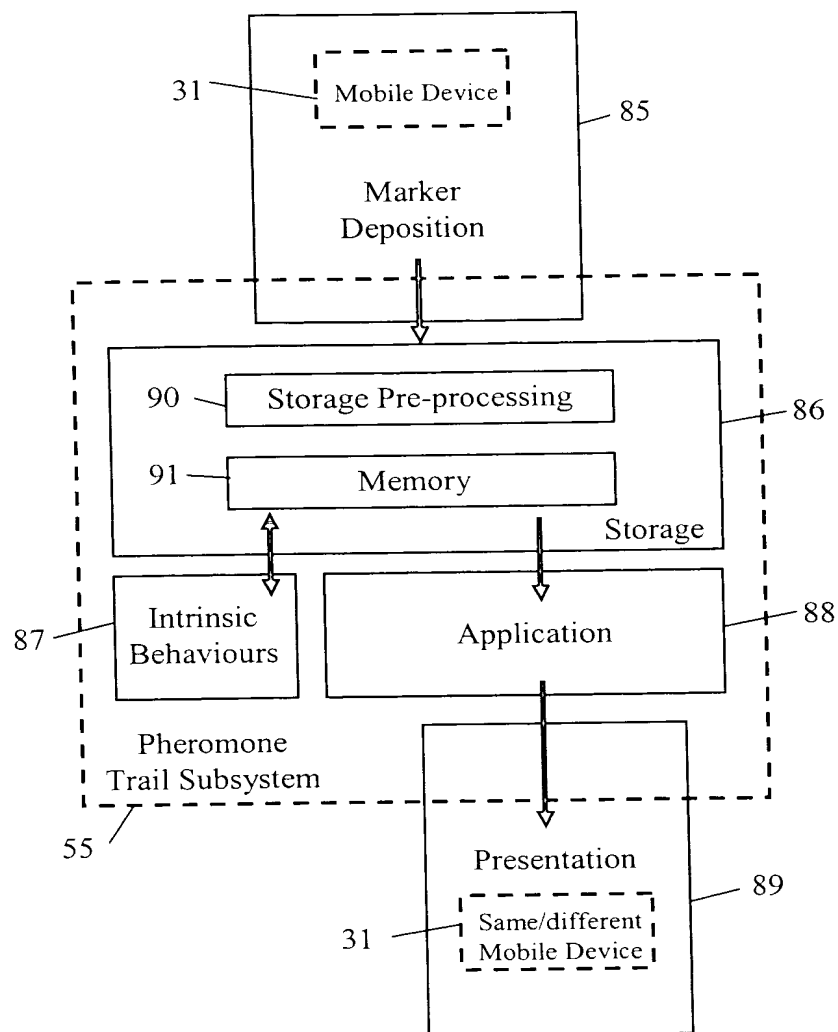 31
Mobile Device
85
Marker
Deposition
90
Storage Pre-processing
86
91
Memory
Storage
87
Intrinsic
Behaviours
Application
88
Pheromone
Trail Subsystem
55
Presentation
89
31
Same/different
Mobile Device